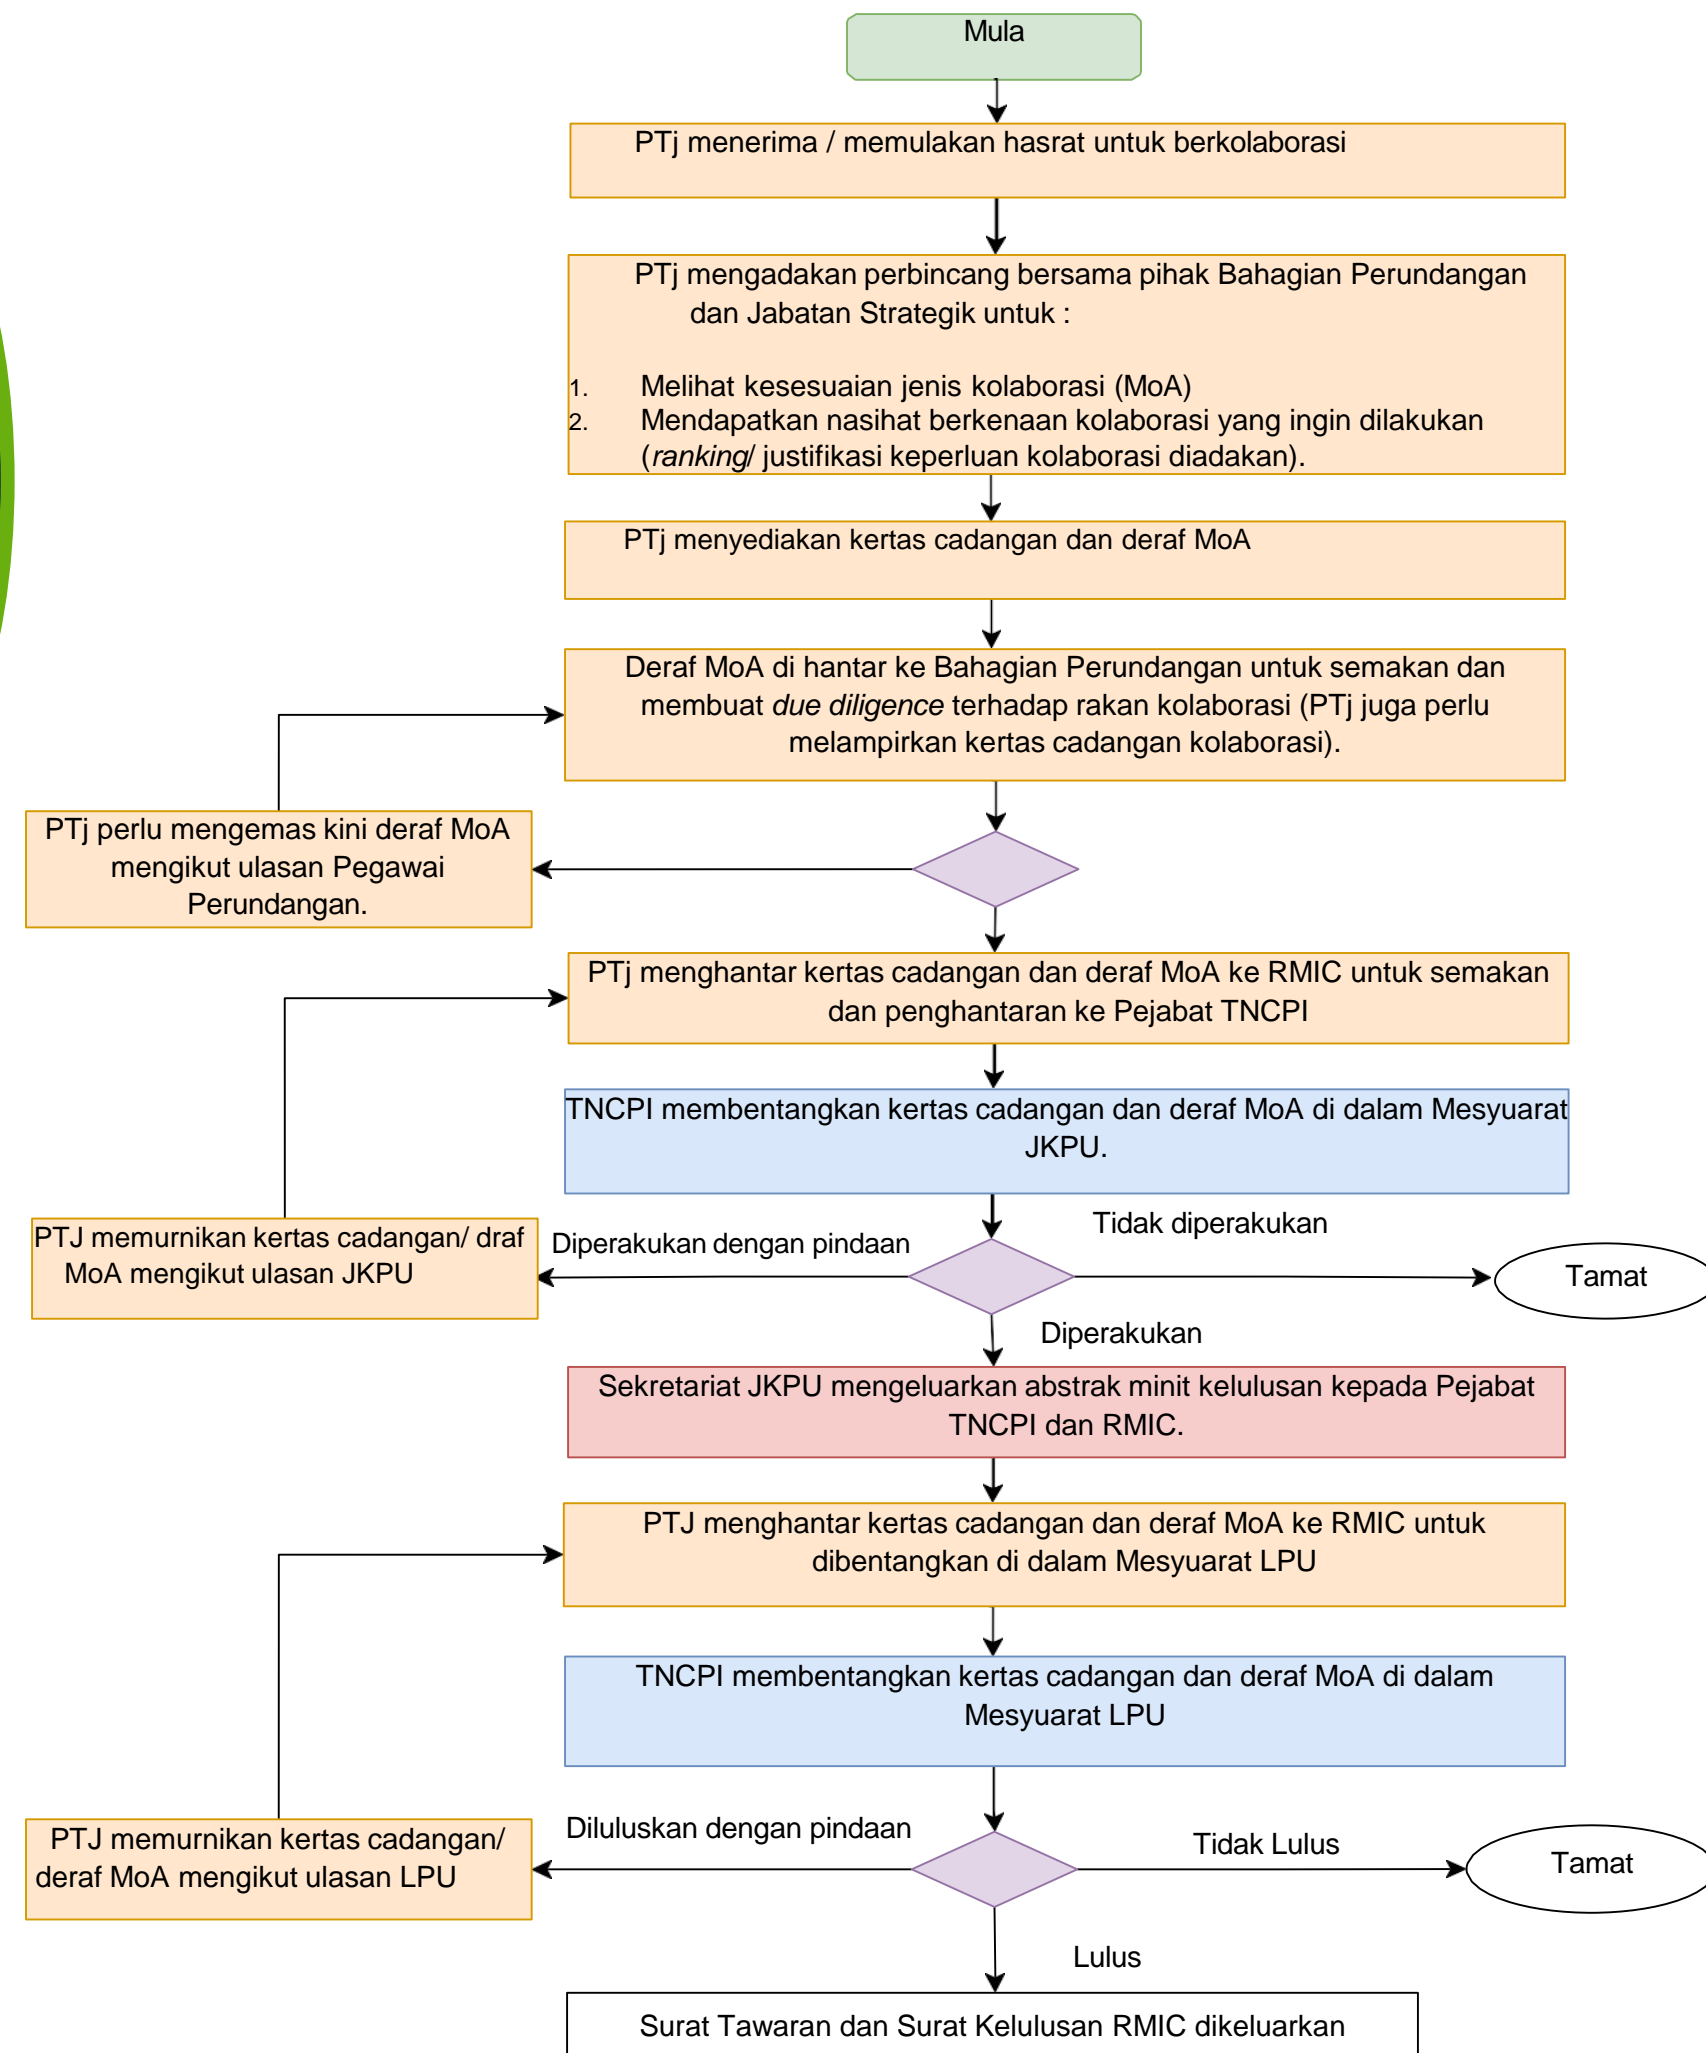 Mula
PTj menerima / memulakan hasrat untuk berkolaborasi
PTj mengadakan perbincang bersama pihak Bahagian Perundangan
dan Jabatan Strategik untuk :
1. Melihat kesesuaian jenis kolaborasi (MoA)
2. Mendapatkan nasihat berkenaan kolaborasi yang ingin dilakukan
(ranking/ justifikasi keperluan kolaborasi diadakan).
PTj menyediakan kertas cadangan dan deraf MoA
Deraf MoA di hantar ke Bahagian Perundangan untuk semakan dan
membuat due diligence terhadap rakan kolaborasi (PTj juga perlu
melampirkan kertas cadangan kolaborasi).
PTj perlu mengemas kini deraf MoA
mengikut ulasan Pegawai
Perundangan.
PTj menghantar kertas cadangan dan deraf MoA ke RMIC untuk semakan
dan penghantaran ke Pejabat TNCPI
TNCPI membentangkan kertas cadangan dan deraf MoA di dalam Mesyuarat
JKPU.
Tidak diperakukan
Diperakukan dengan pindaan
PTJ memurnikan kertas cadangan/ draf
MoA mengikut ulasan JKPU
Tamat
Diperakukan
Sekretariat JKPU mengeluarkan abstrak minit kelulusan kepada Pejabat
TNCPI dan RMIC.
PTJ menghantar kertas cadangan dan deraf MoA ke RMIC untuk
dibentangkan di dalam Mesyuarat LPU
TNCPI membentangkan kertas cadangan dan deraf MoA di dalam
Mesyuarat LPU
Diluluskan dengan pindaan
Tidak Lulus
PTJ memurnikan kertas cadangan/
deraf MoA mengikut ulasan LPU
Tamat
Lulus
Surat Tawaran dan Surat Kelulusan RMIC dikeluarkan